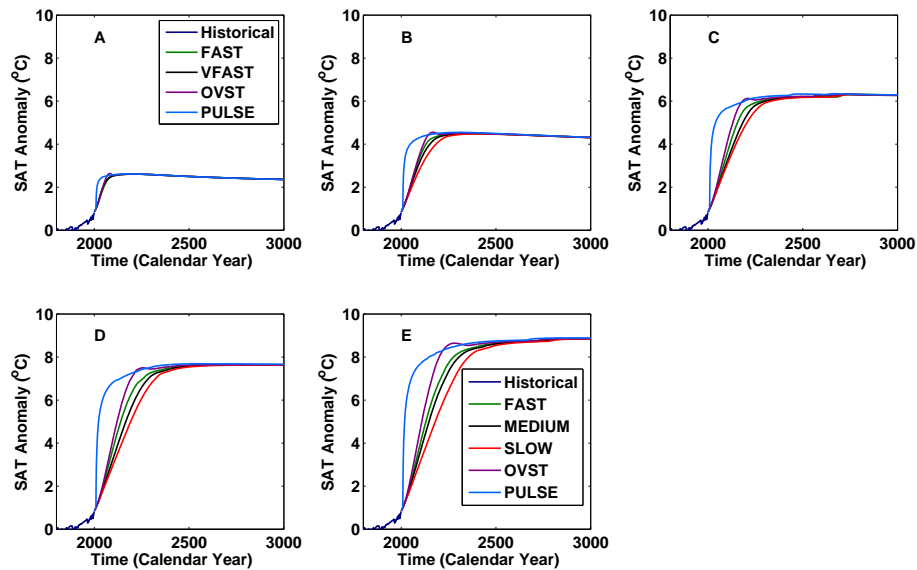 A
SAT Anomaly (°C)
10
8
6
4
2
0
2000
2500
3000
Time (Calendar Year)
Historical
FAST
VFAST
OVST
PULSE
B
SAT Anomaly (°C)
10
8
6
4
2
0
2000
2500
3000
Time (Calendar Year)
C
SAT Anomaly (°C)
10
8
6
4
2
0
2000
2500
3000
Time (Calendar Year)
D
SAT Anomaly (°C)
10
8
6
4
2
0
2000
2500
3000
Time (Calendar Year)
E
SAT Anomaly (°C)
10
8
6
4
2
0
2000
2500
3000
Time (Calendar Year)
Historical
FAST
MEDIUM
SLOW
OVST
PULSE